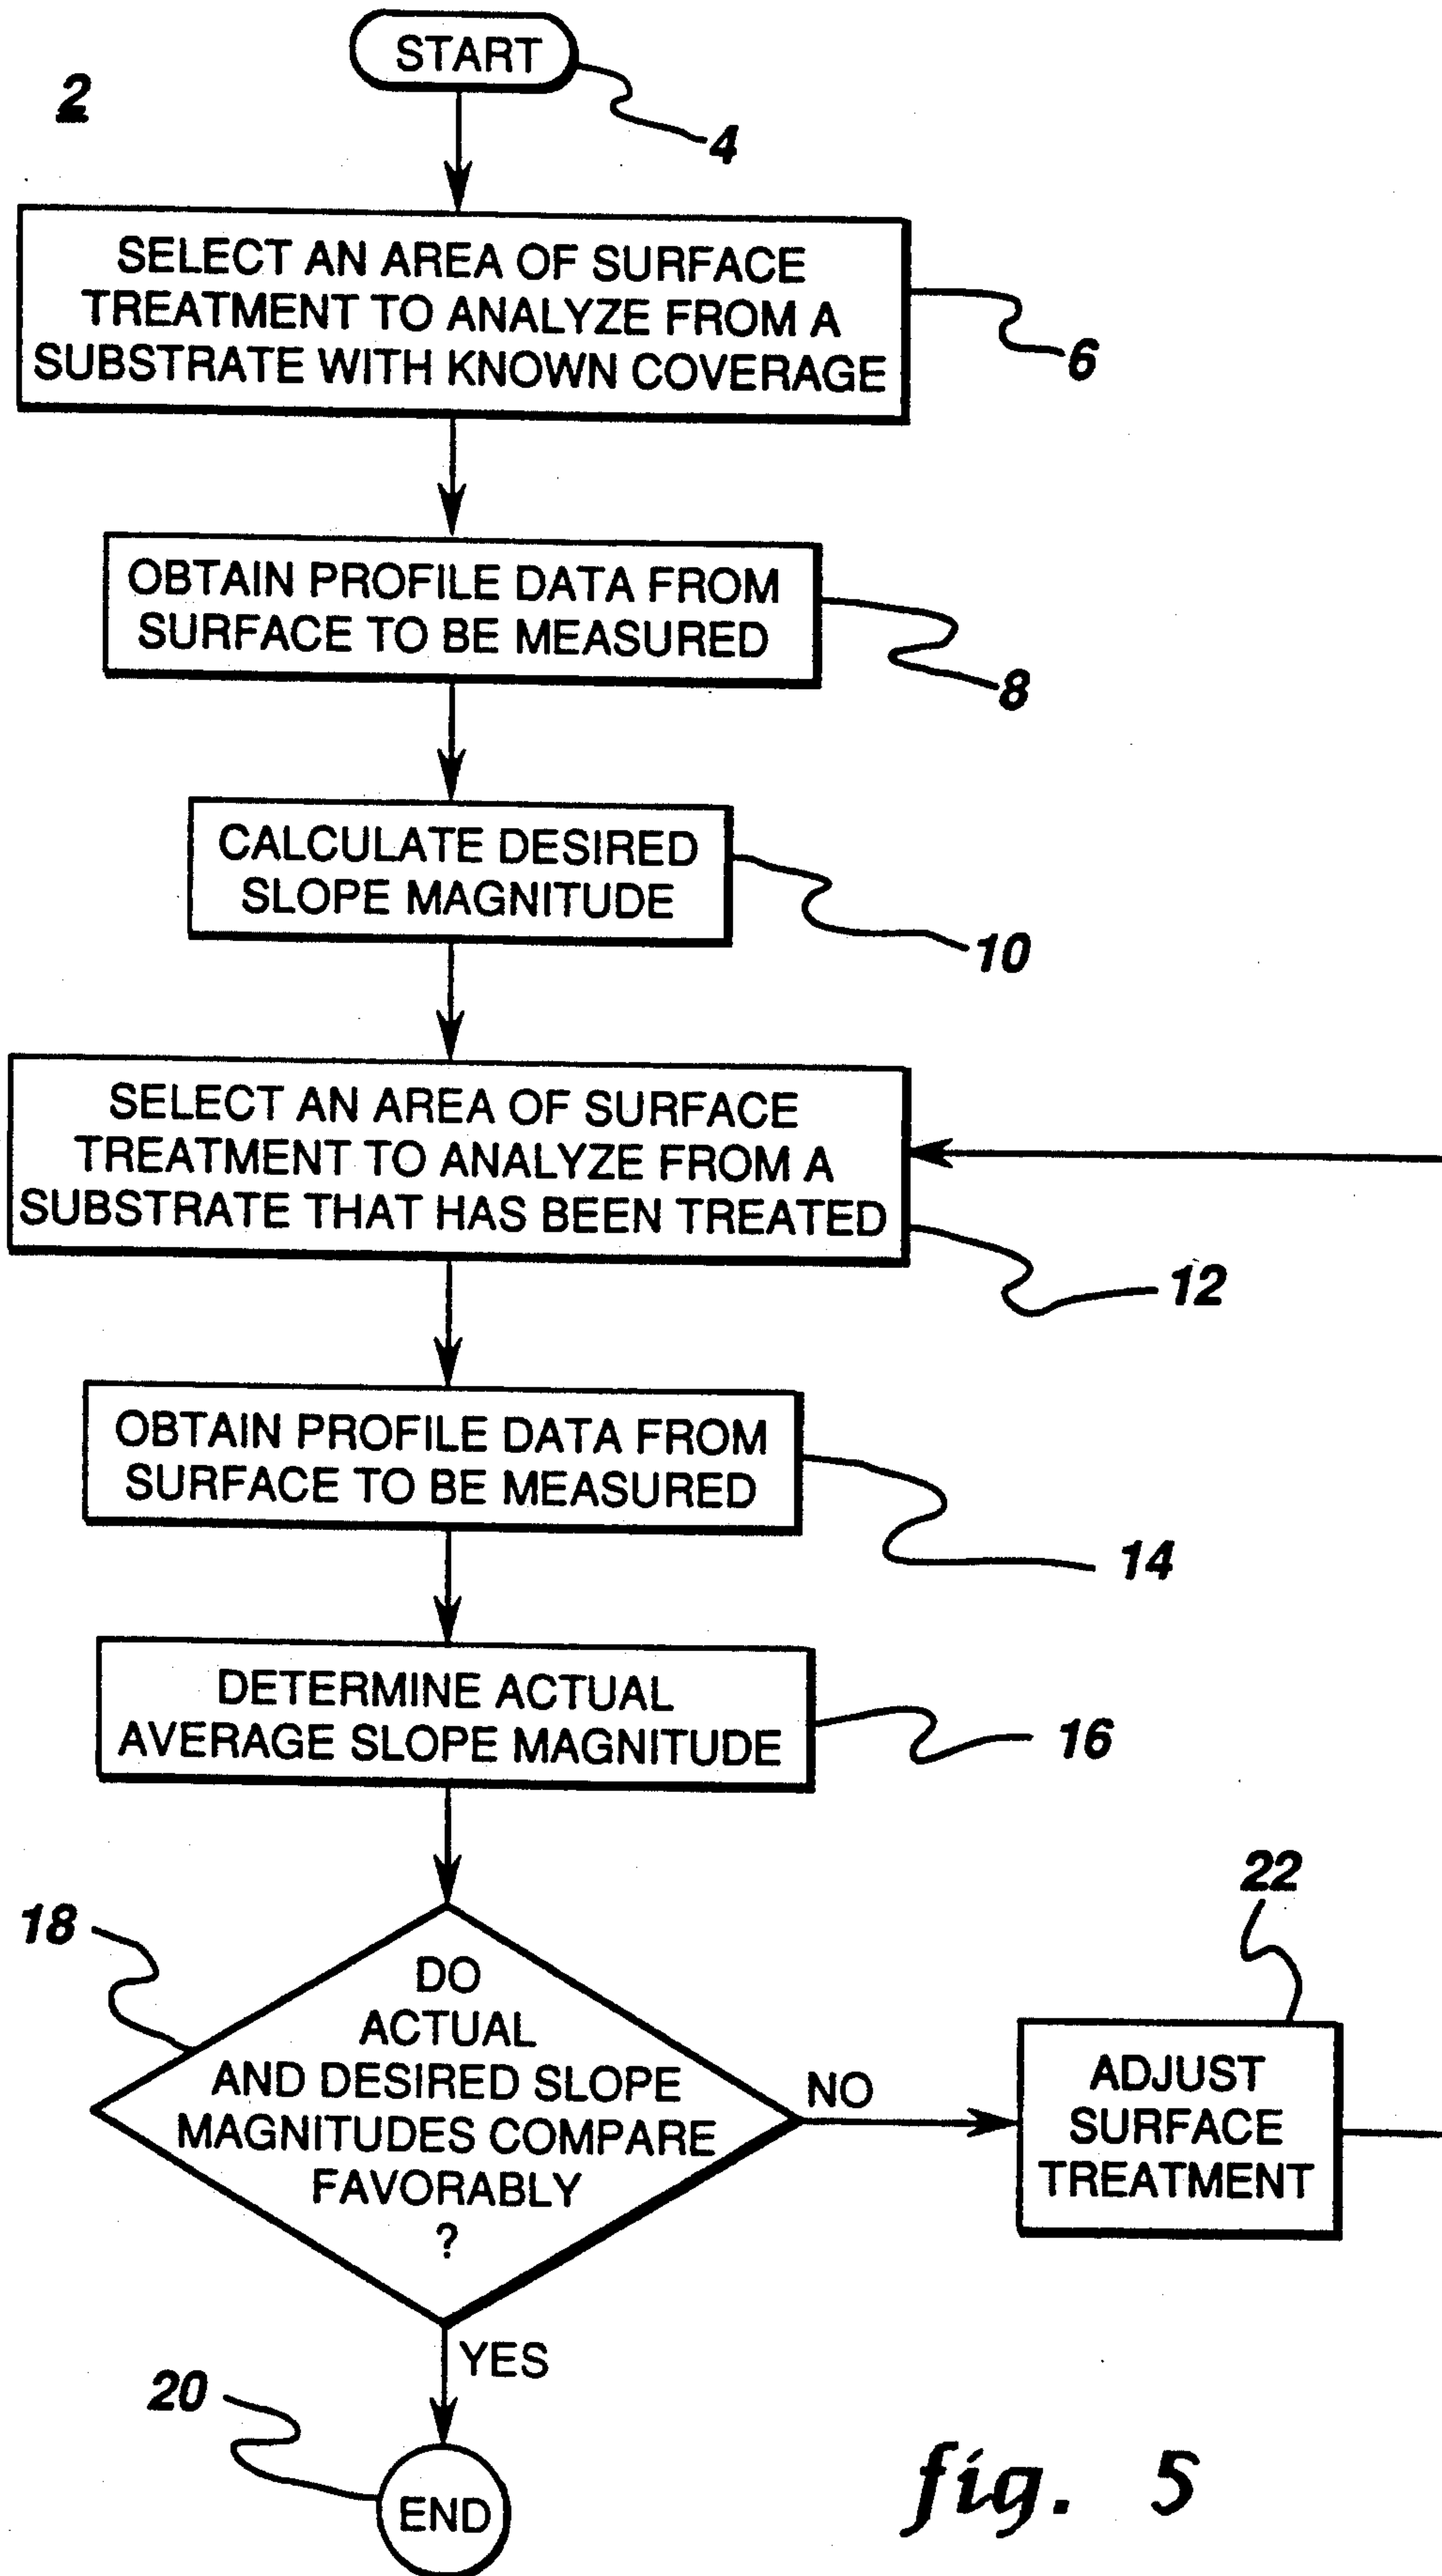 START
2
4
SELECT AN AREA OF SURFACE
TREATMENT TO ANALYZE FROM A
SUBSTRATE WITH KNOWN COVERAGE
6
OBTAIN PROFILE DATA FROM
SURFACE TO BE MEASURED
8
CALCULATE DESIRED
SLOPE MAGNITUDE
10
SELECT AN AREA OF SURFACE
TREATMENT TO ANALYZE FROM A
SUBSTRATE THAT HAS BEEN TREATED
12
OBTAIN PROFILE DATA FROM
SURFACE TO BE MEASURED
14
DETERMINE ACTUAL
AVERAGE SLOPE MAGNITUDE
16
18
DO
ACTUAL
AND DESIRED SLOPE
MAGNITUDES COMPARE
FAVORABLY
?
NO
22
ADJUST
SURFACE
TREATMENT
YES
20
END
fig. 5